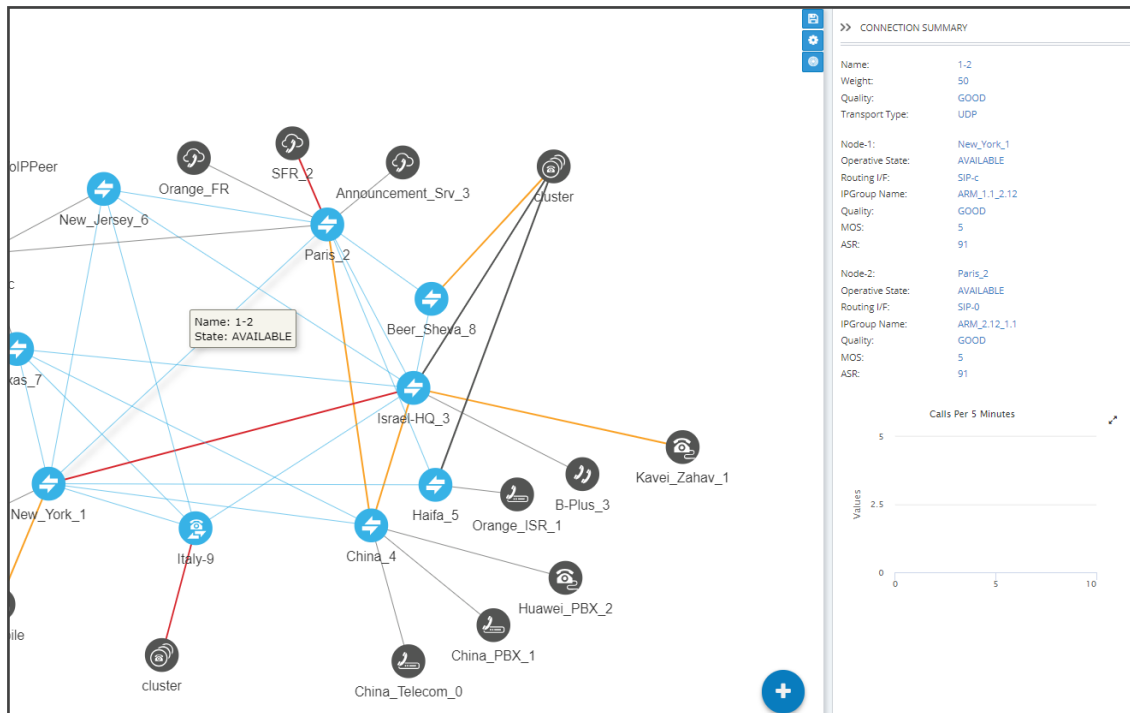 oIPPeer
Orange_FR
SFR_2
Announcement_Srv_3
cluster
New_Jersey_6
Paris_2
c
Name: 1-2
State: AVAILABLE
Beer_Sheva_8
xas_7
Israel-HQ_3
Kavei_Zahav_1
B-Plus_3
New_York_1
Haifa_5
Orange_ISR_1
Italy-9
China_4
Huawei_PBX_2
ile
China_PBX_1
cluster
China_Telecom_0
CONNECTION SUMMARY
Name: 1-2
Weight: 50
Quality: GOOD
Transport Type: UDP
Node-1: New_York_1
Operative State: AVAILABLE
Routing I/F: SIP-c
IPGroup Name: ARM_1.1_2.12
Quality: GOOD
MOS: 5
ASR: 91
Node-2: Paris_2
Operative State: AVAILABLE
Routing I/F: SIP-0
IPGroup Name: ARM_2.12_1.1
Quality: GOOD
MOS: 5
ASR: 91
Calls Per 5 Minutes
5
2.5
0
Values
0 5 10